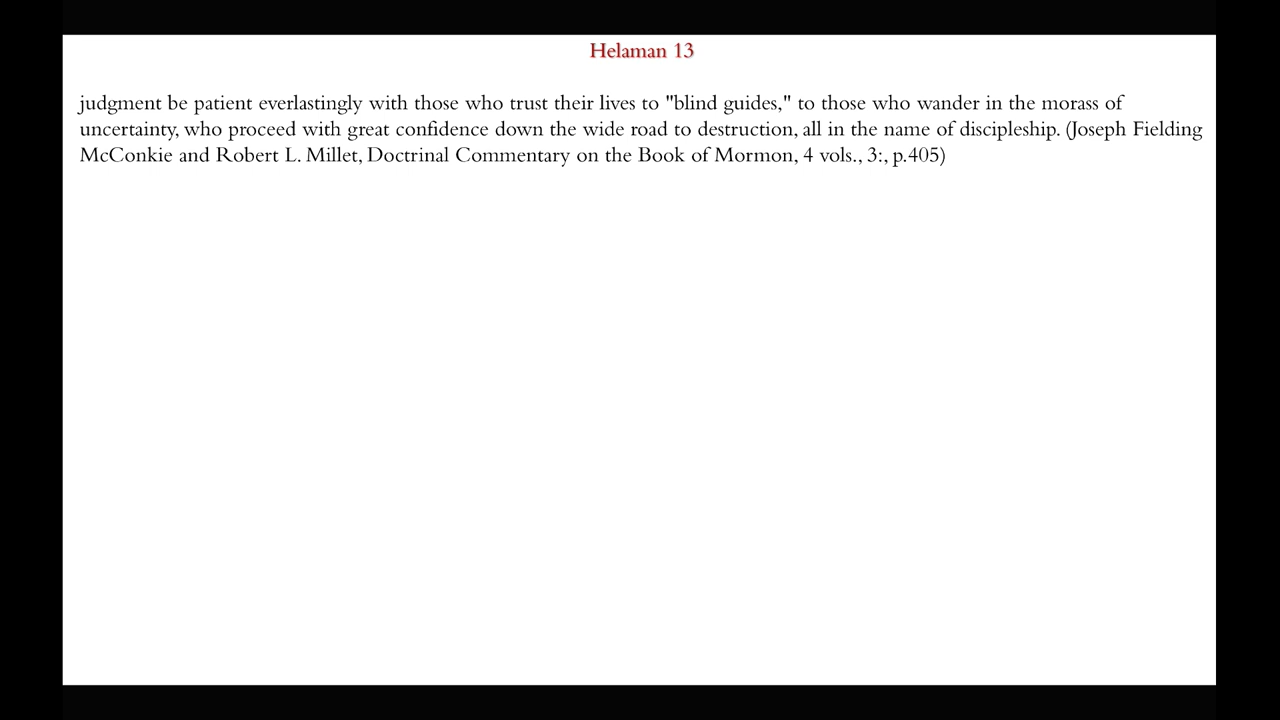 Helaman 13
judgment be patient everlastingly with those who trust their lives to "blind guides," to those who wander in the morass of
uncertainty, who proceed with great confidence down the wide road to destruction, all in the name of discipleship. (Joseph Fielding
McConkie and Robert L. Millet, Doctrinal Commentary on the Book of Mormon, 4 vols., 3:, p.405)